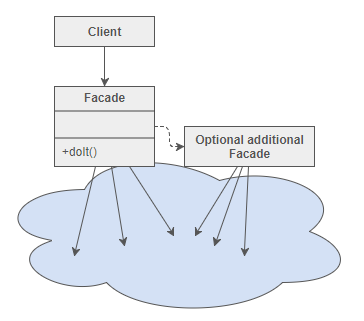 Client
Facade
+doIt()
Optional additional
Facade